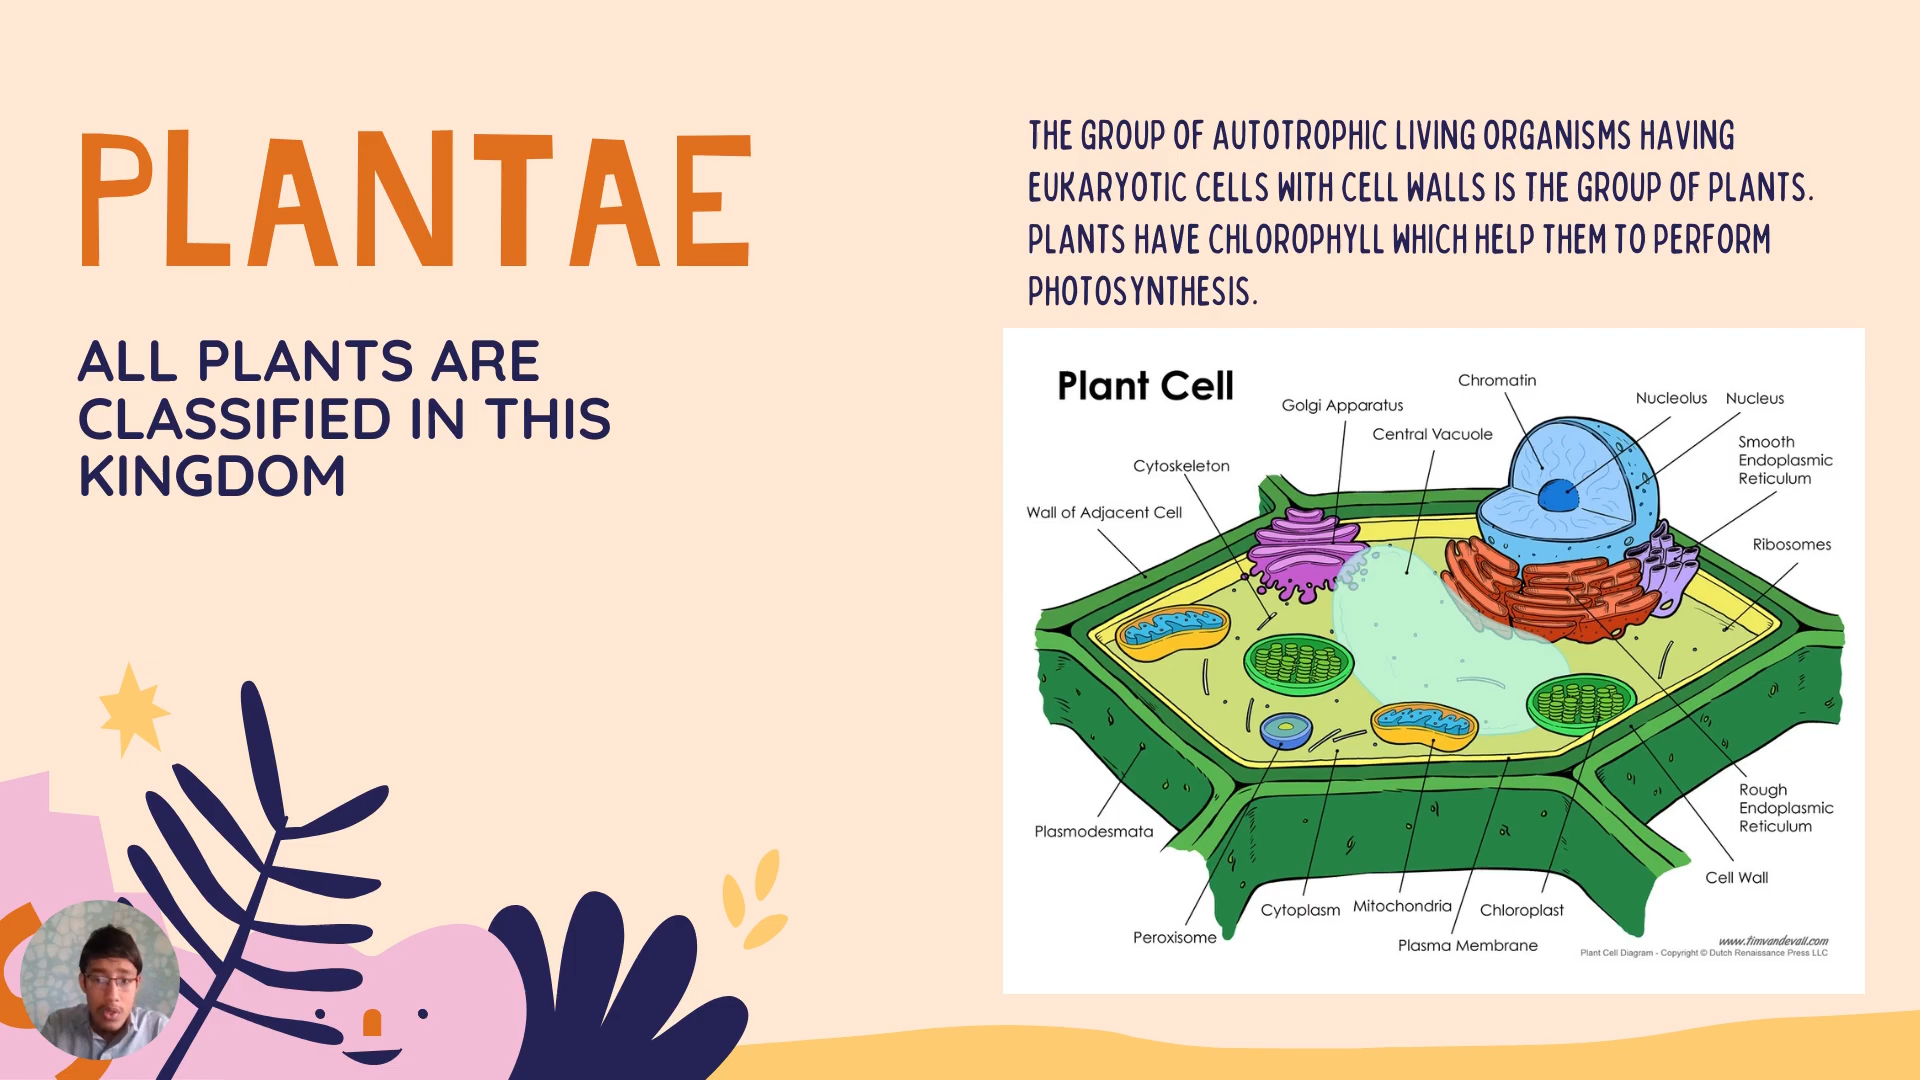 PLANTAE
ALL PLANTS ARE
CLASSIFIED IN THIS
KINGDOM
THE GROUP OF AUTOTROPHIC LIVING ORGANISMS HAVING
EUKARYOTIC CELLS WITH CELL WALLS IS THE GROUP OF PLANTS.
PLANTS HAVE CHLOROPHYLL WHICH HELP THEM TO PERFORM
PHOTOSYNTHESIS.
Plant Cell
Chromatin
Golgi Apparatus
Nucleolus
Nucleus
Central Vacuole
Smooth
Endoplasmic
Reticulum
Cytoskeleton
Wall of Adjacent Cell
Ribosomes
Rough
Endoplasmic
Reticulum
Plasmodesmata
Cell Wall
Cytoplasm
Mitochondria
Chloroplast
Peroxisome
Plasma Membrane
www.timvandevall.com
Plant Cell Diagram - Copyright © Dutch Renaissance Press LLC